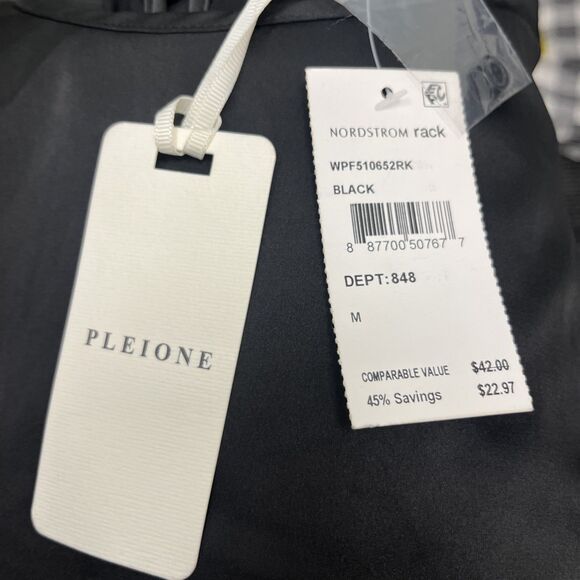 PLEIONE
NORDSTROM rack
WPF510652RK
BLACK
8 87700 50767 7
DEPT:848
M
COMPARABLE VALUE $42.00
45% Savings $22.97